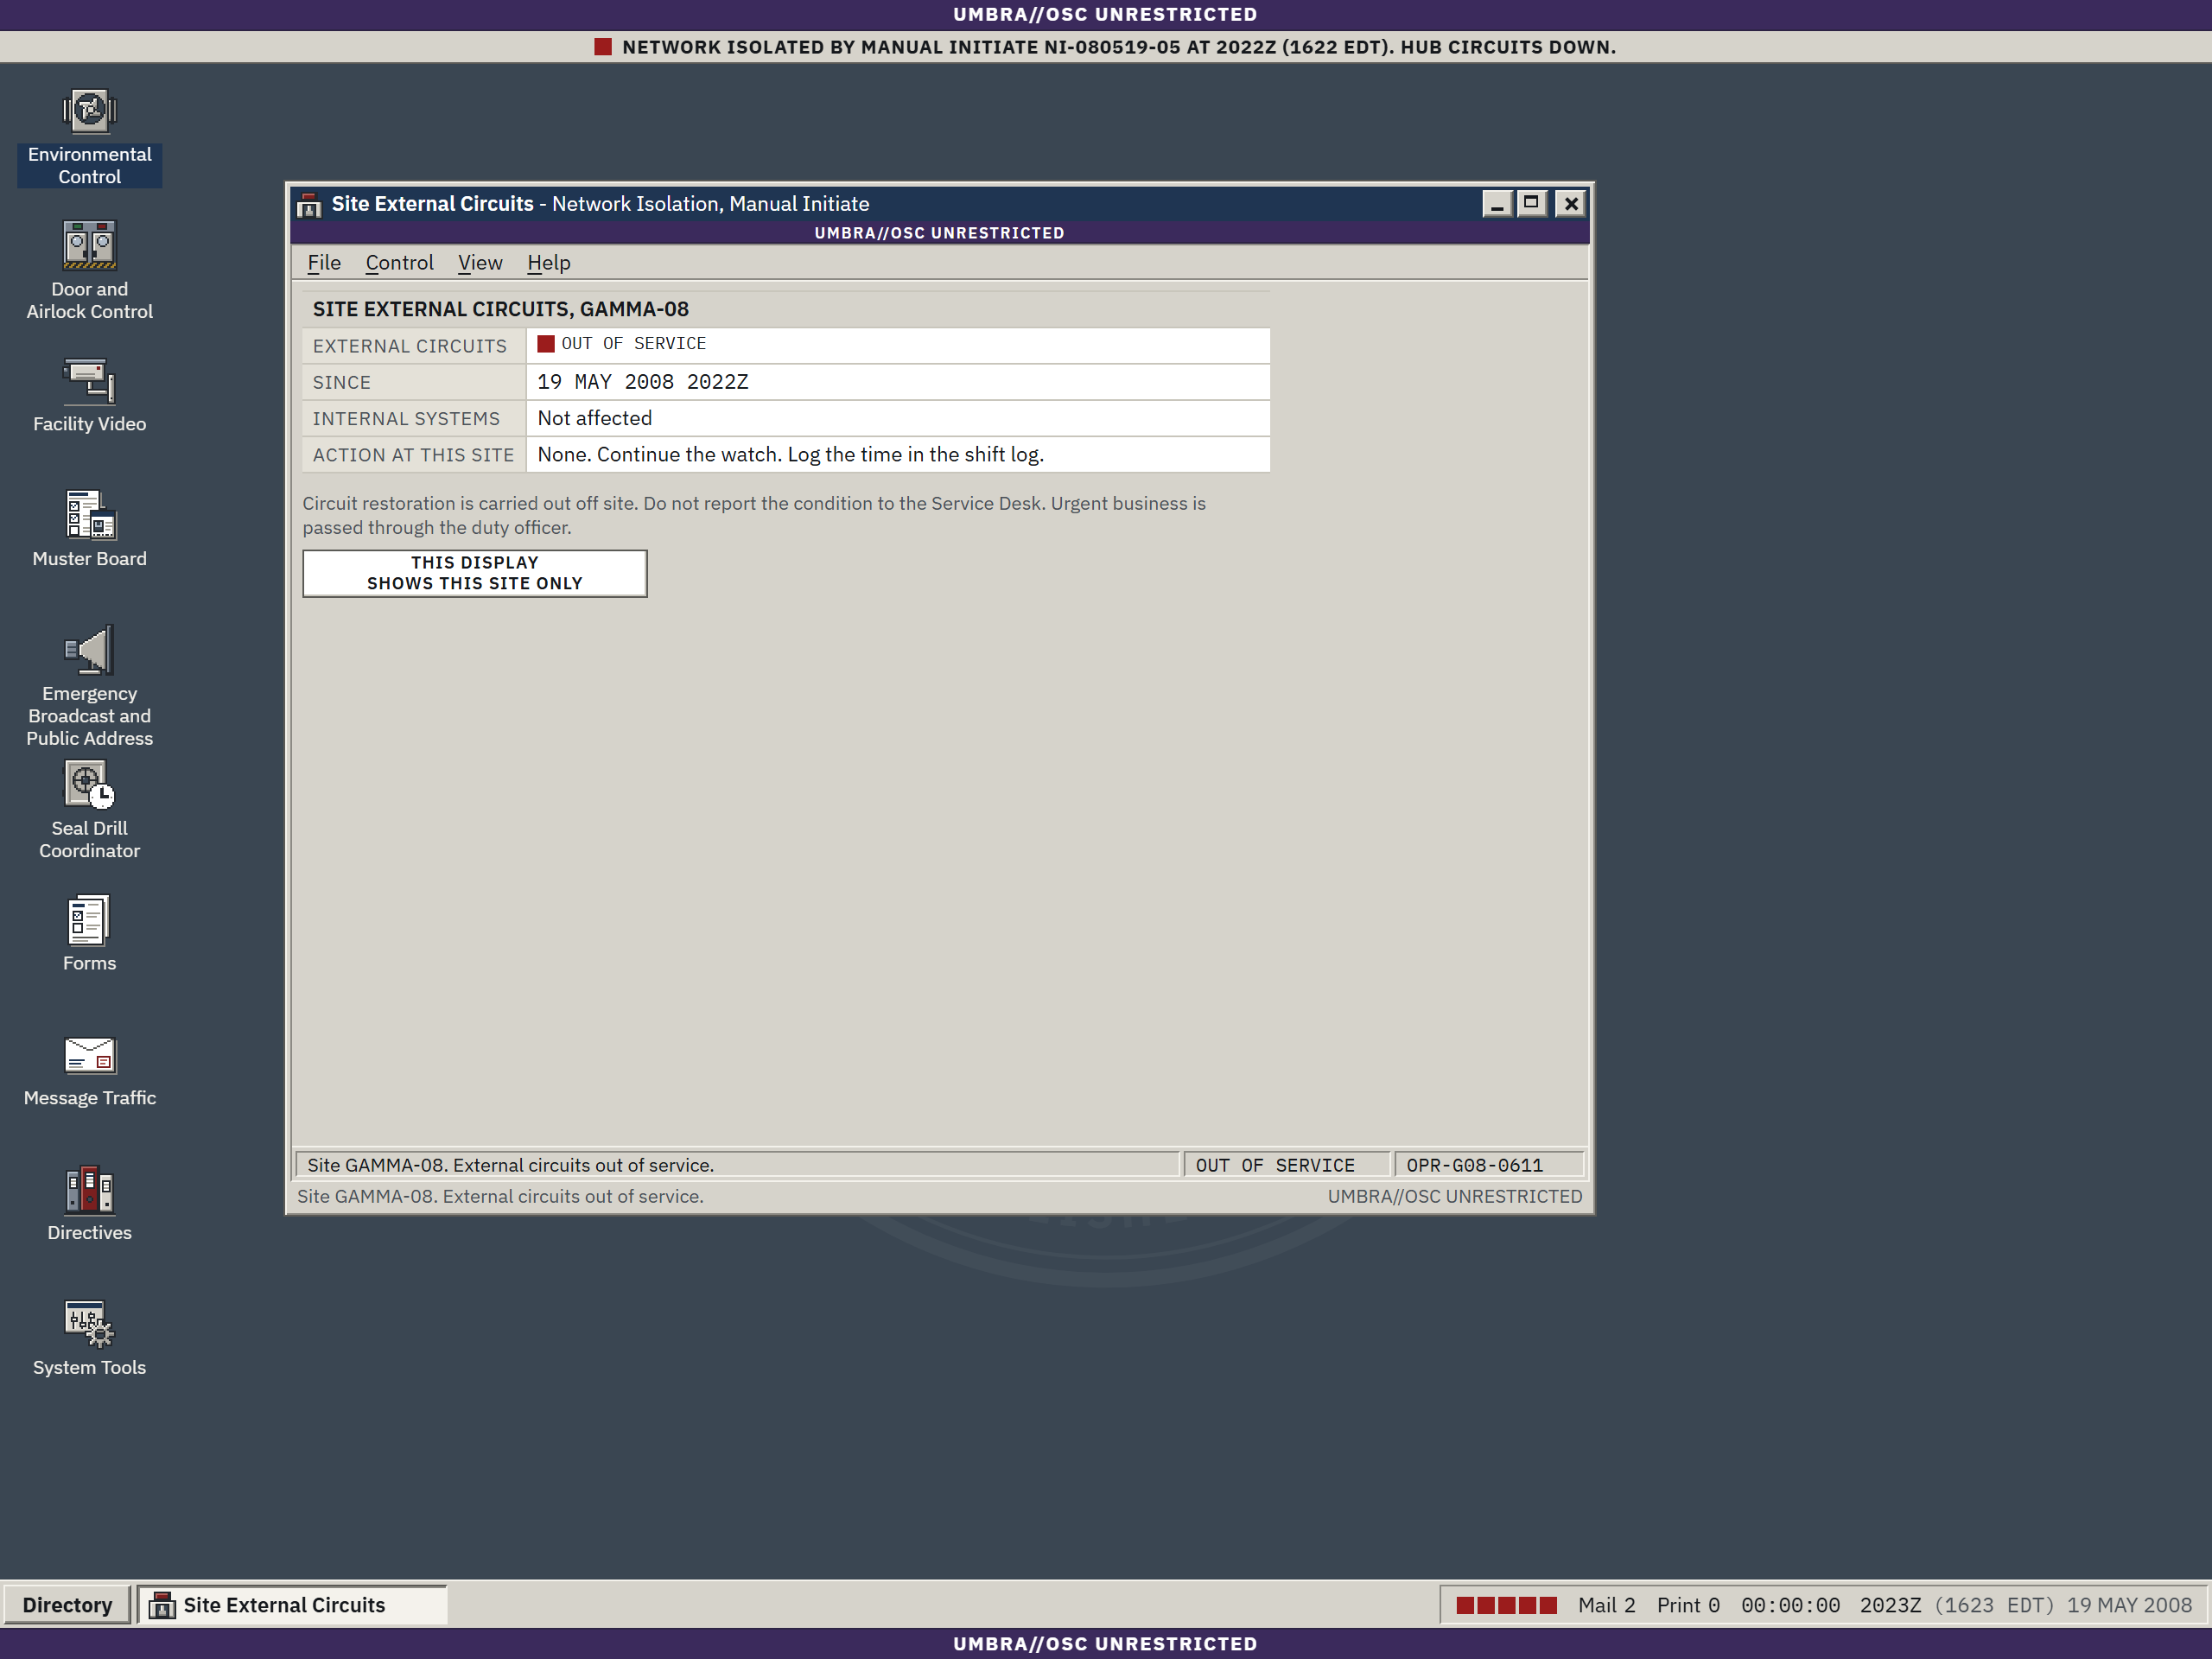 UMBRA//OSC UNRESTRICTED
NETWORK ISOLATED BY MANUAL INITIATE NI-080519-05 AT 2022Z (1622 EDT). HUB CIRCUITS DOWN.
Environmental
Control
Door and
Airlock Control
Facility Video
Muster Board
Emergency
Broadcast and
Public Address
Seal Drill
Coordinator
Forms
Message Traffic
Directives
System Tools
Site External Circuits - Network Isolation, Manual Initiate
UMBRA//OSC UNRESTRICTED
File Control View Help
SITE EXTERNAL CIRCUITS, GAMMA-08
EXTERNAL CIRCUITS OUT OF SERVICE
SINCE 19 MAY 2008 2022Z
INTERNAL SYSTEMS Not affected
ACTION AT THIS SITE None. Continue the watch. Log the time in the shift log.
Circuit restoration is carried out off site. Do not report the condition to the Service Desk. Urgent business is
passed through the duty officer.
THIS DISPLAY
SHOWS THIS SITE ONLY
Site GAMMA-08. External circuits out of service. OUT OF SERVICE OPR-G08-0611
Site GAMMA-08. External circuits out of service. UMBRA//OSC UNRESTRICTED
Directory Site External Circuits Mail 2 Print 0 00:00:00 2023Z (1623 EDT) 19 MAY 2008
UMBRA//OSC UNRESTRICTED